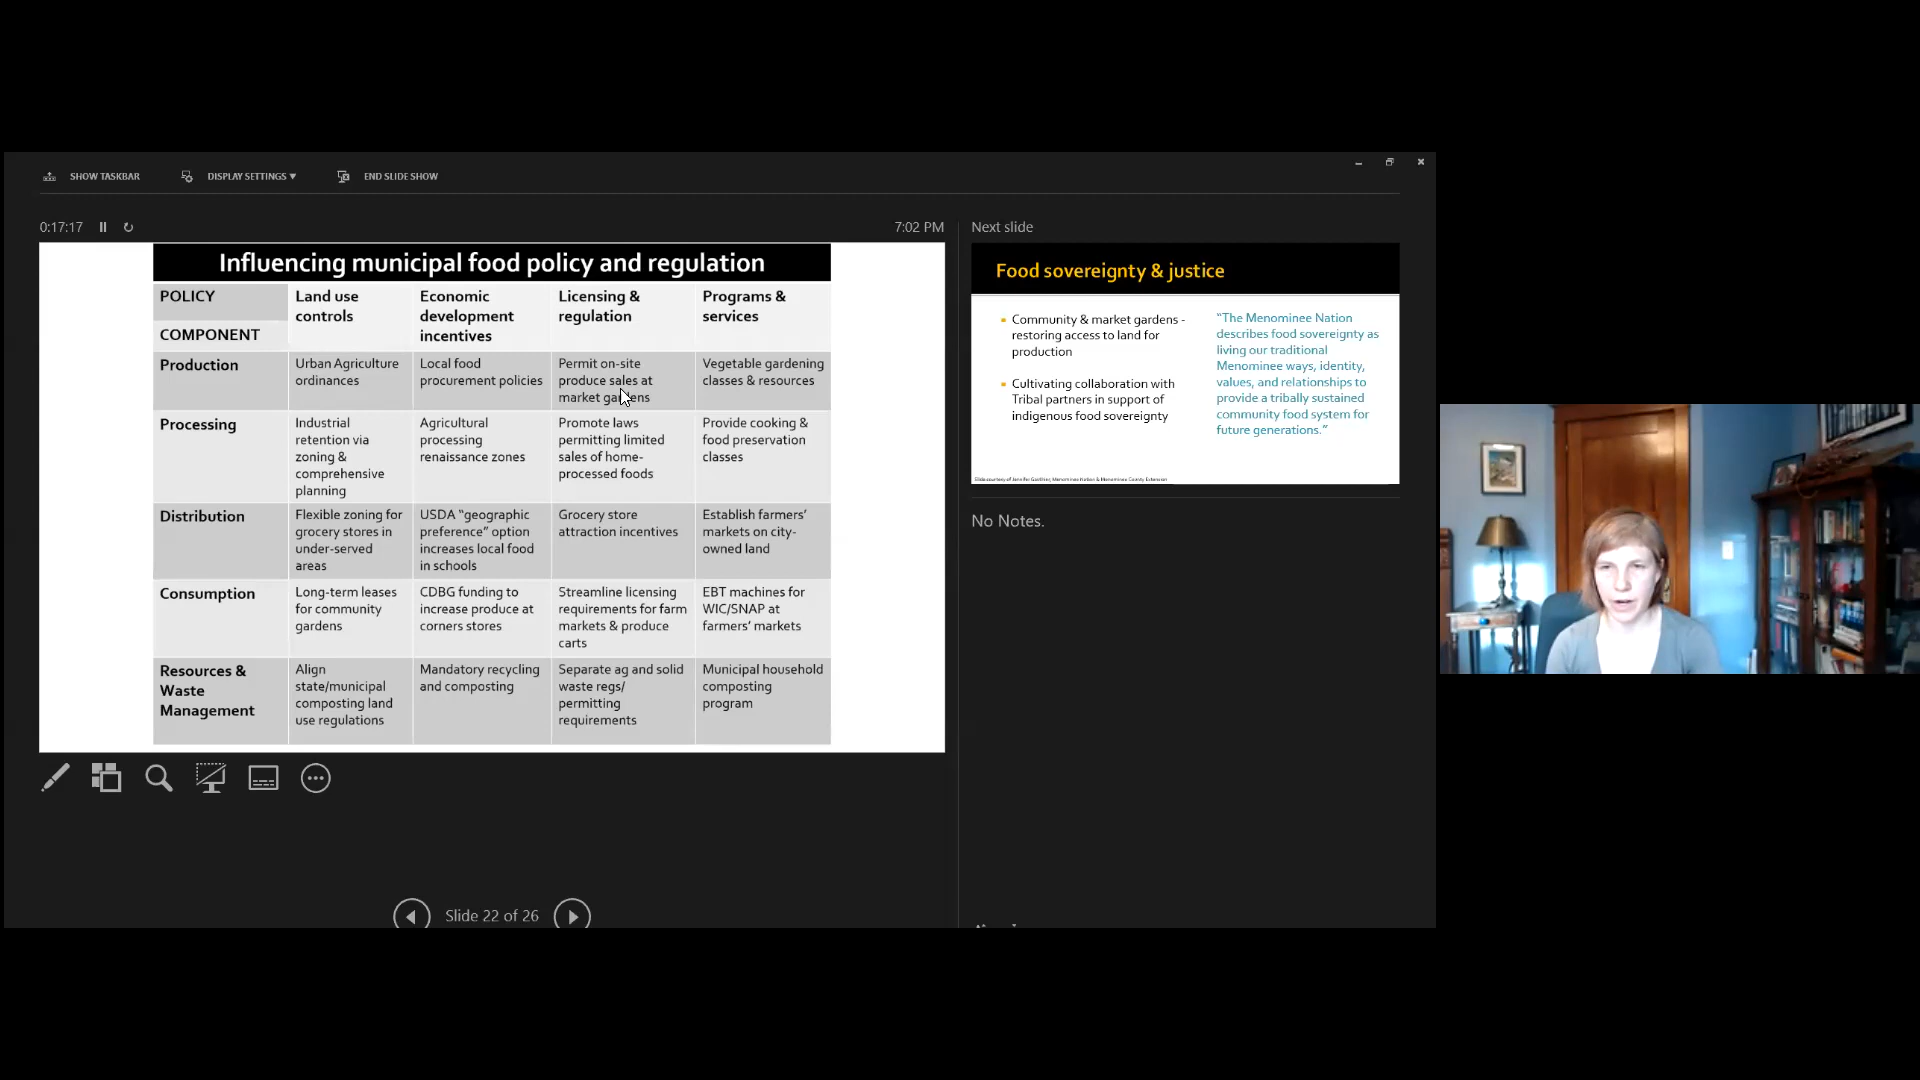 SHOW TASKBAR
DISPLAY SETTINGS ▾
END SLIDE SHOW
0:17:17
7:02 PM
Influencing municipal food policy and regulation
POLICY
COMPONENT
Land use
controls
Economic
development
incentives
Licensing &
regulation
Programs &
services
Production
Urban Agriculture
ordinances
Local food
procurement policies
Permit on-site
produce sales at
market gardens
Vegetable gardening
classes & resources
Processing
Industrial
retention via
zoning &
comprehensive
planning
Agricultural
processing
renaissance zones
Promote laws
permitting limited
sales of home-
processed foods
Provide cooking &
food preservation
classes
Distribution
Flexible zoning for
grocery stores in
under-served
areas
USDA “geographic
preference” option
increases local food
in schools
Grocery store
attraction incentives
Establish farmers’
markets on city-
owned land
Consumption
Long-term leases
for community
gardens
CDBG funding to
increase produce at
corners stores
Streamline licensing
requirements for farm
markets & produce
carts
EBT machines for
WIC/SNAP at
farmers’ markets
Resources &
Waste
Management
Align
state/municipal
composting land
use regulations
Mandatory recycling
and composting
Separate ag and solid
waste regs/
permitting
requirements
Municipal household
composting
program
Slide 22 of 26
Next slide
Food sovereignty & justice
Community & market gardens -
restoring access to land for
production
Cultivating collaboration with
Tribal partners in support of
indigenous food sovereignty
“The Menominee Nation
describes food sovereignty as
living our traditional
Menominee ways, identity,
values, and relationships to
provide a tribally sustained
community food system for
future generations.”
Slide courtesy of Jennifer Gauthier, Menominee Nation & Menominee County Extension
No Notes.